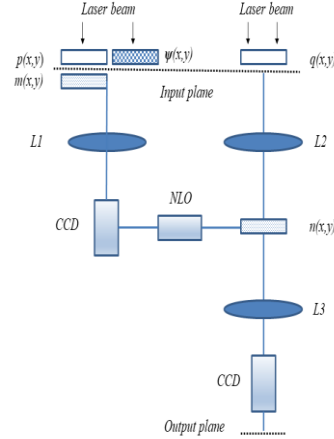 Laser beam
Laser beam
p(x,y)
ψ(x,y)
q(x,y)
m(x,y)
Input plane
L1
L2
CCD
NLO
n(x,y)
L3
CCD
Output plane